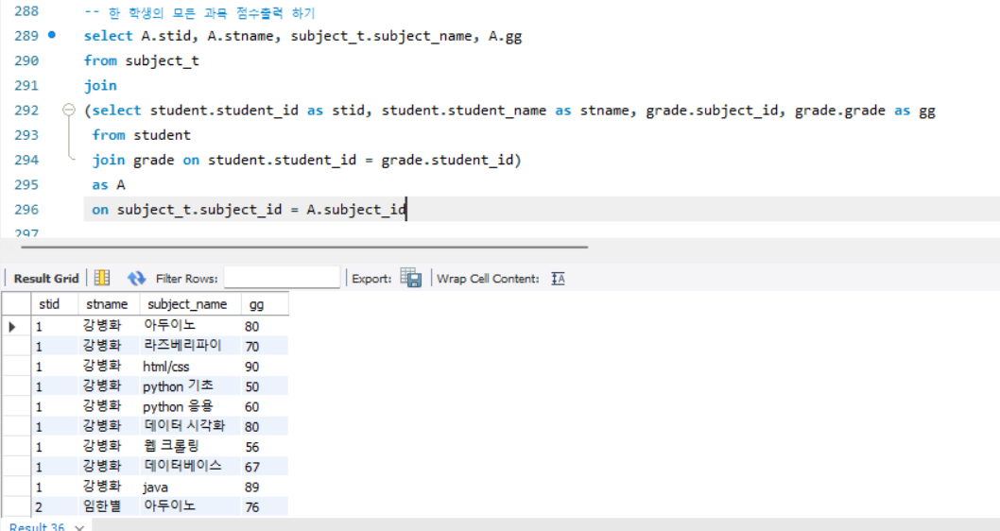 288 -- 한 학생의 모든 과목 점수출력 하기
289 select A.stid, A.stname, subject_t.subject_name, A.gg
290 from subject_t
291 join
292 (select student.student_id as stid, student.student_name as stname, grade.subject_id, grade.grade as gg
293 from student
294 join grade on student.student_id = grade.student_id)
295 as A
296 on subject_t.subject_id = A.subject_id
297
Result Grid Filter Rows: Export: Wrap Cell Content: IA
stid stname subject_name gg
1 강병화 아두이노 80
1 강병화 라즈베리파이 70
1 강병화 html/css 90
1 강병화 python 기초 50
1 강병화 python 응용 60
1 강병화 데이터 시각화 80
1 강병화 웹 크롤링 56
1 강병화 데이터베이스 67
1 강병화 java 89
2 임한별 아두이노 76
Result 36 ×